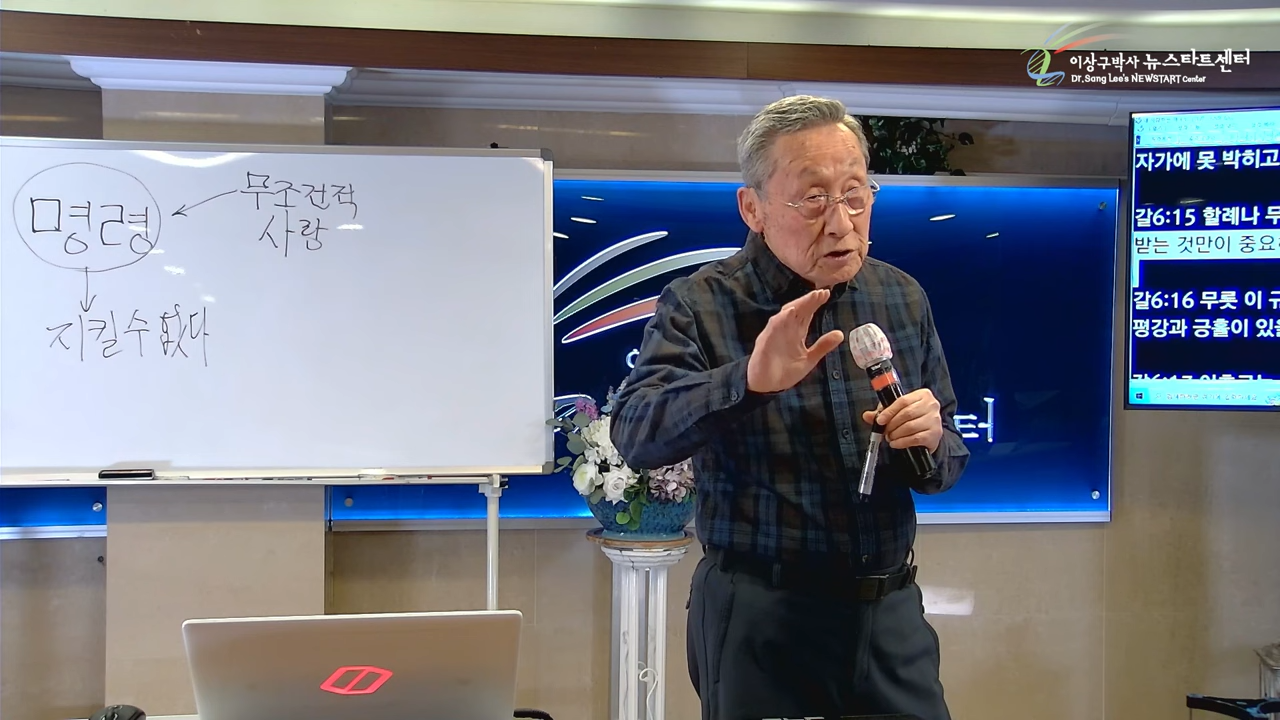 이상구박사 뉴스타트센터
Dr. Sang Lee's NEWSTART Center
명령
무조건적
사랑
지킬수 없다
자가에 못 박히고
갈6:15 할례나 무
받는 것만이 중요
갈6:16 무릇 이 규
평강과 긍휼이 있을
터